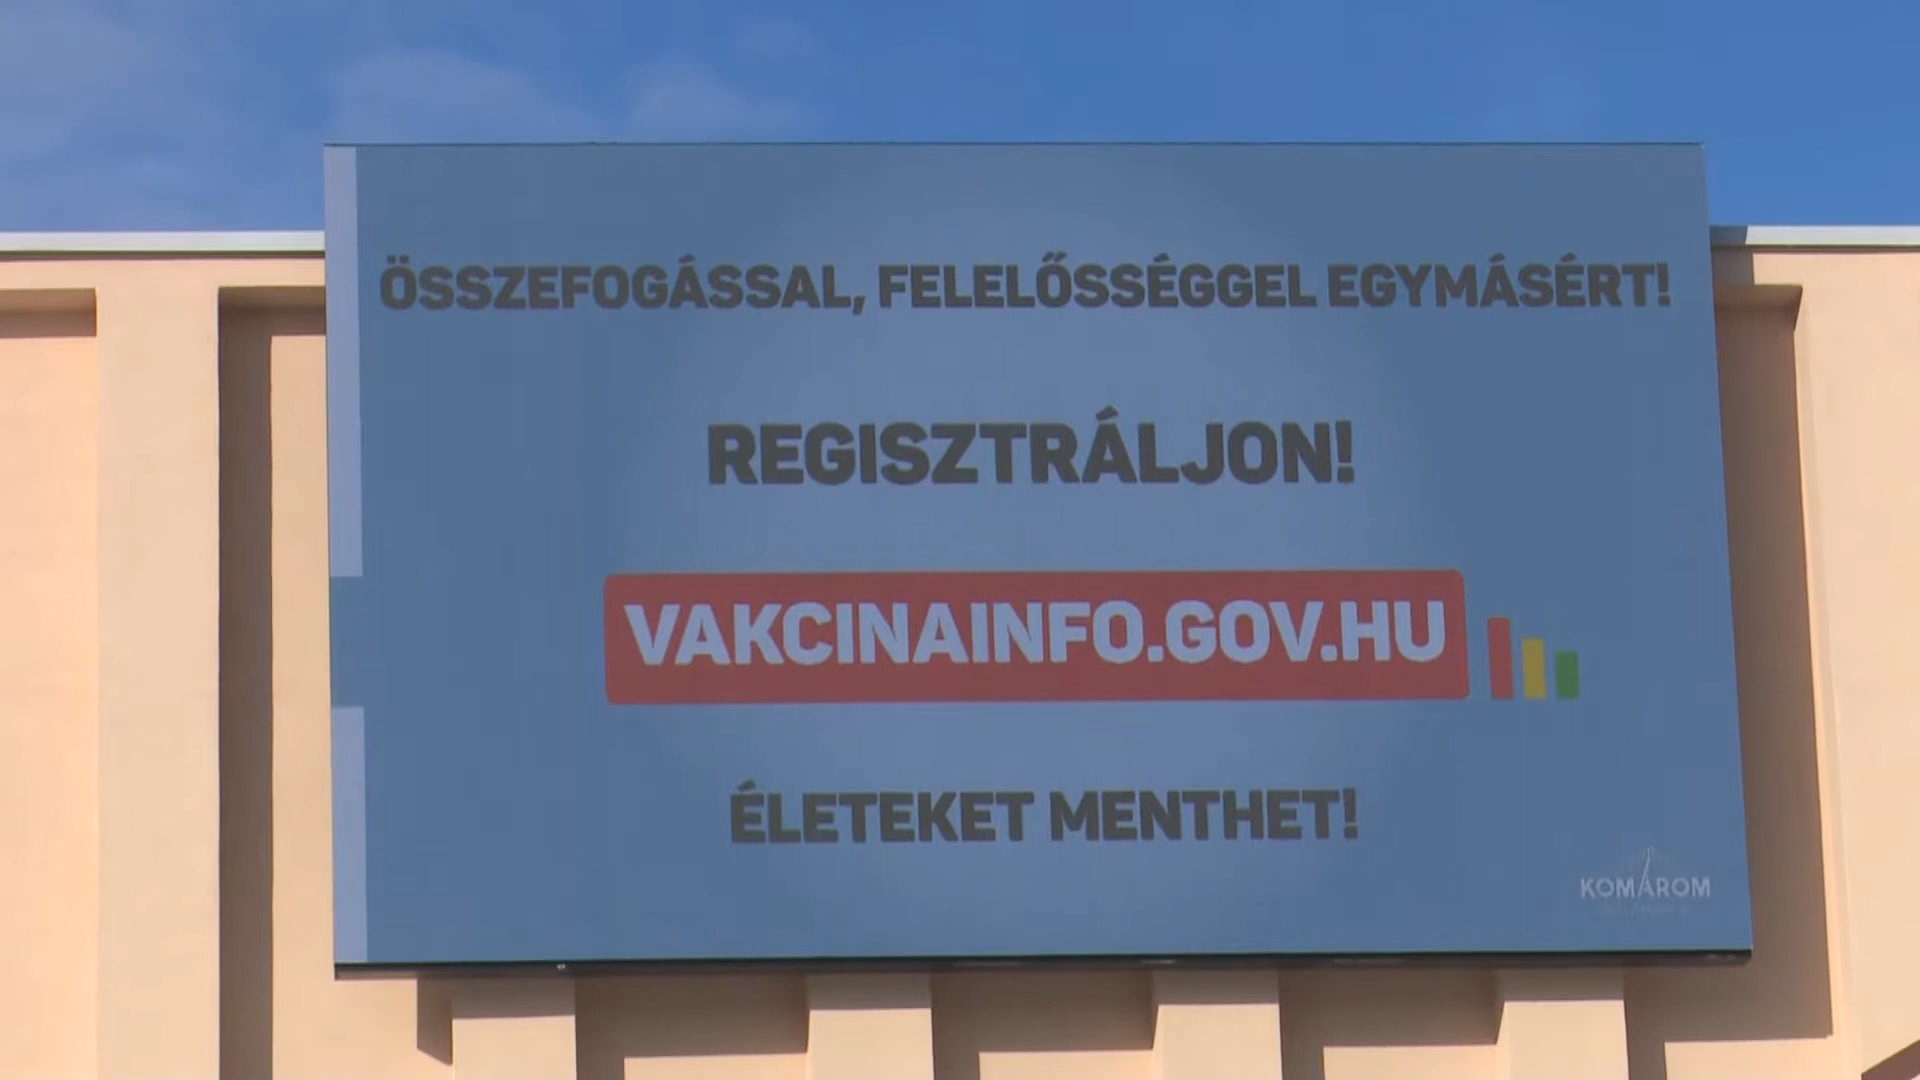 ÖSSZEFOGÁSSAL, FELELŐSSÉGGEL EGYMÁSÉRT!
REGISZTRÁLJON!
VAKCINAINFO.GOV.HU
ÉLETEKET MENTHET!
KOMÁROM